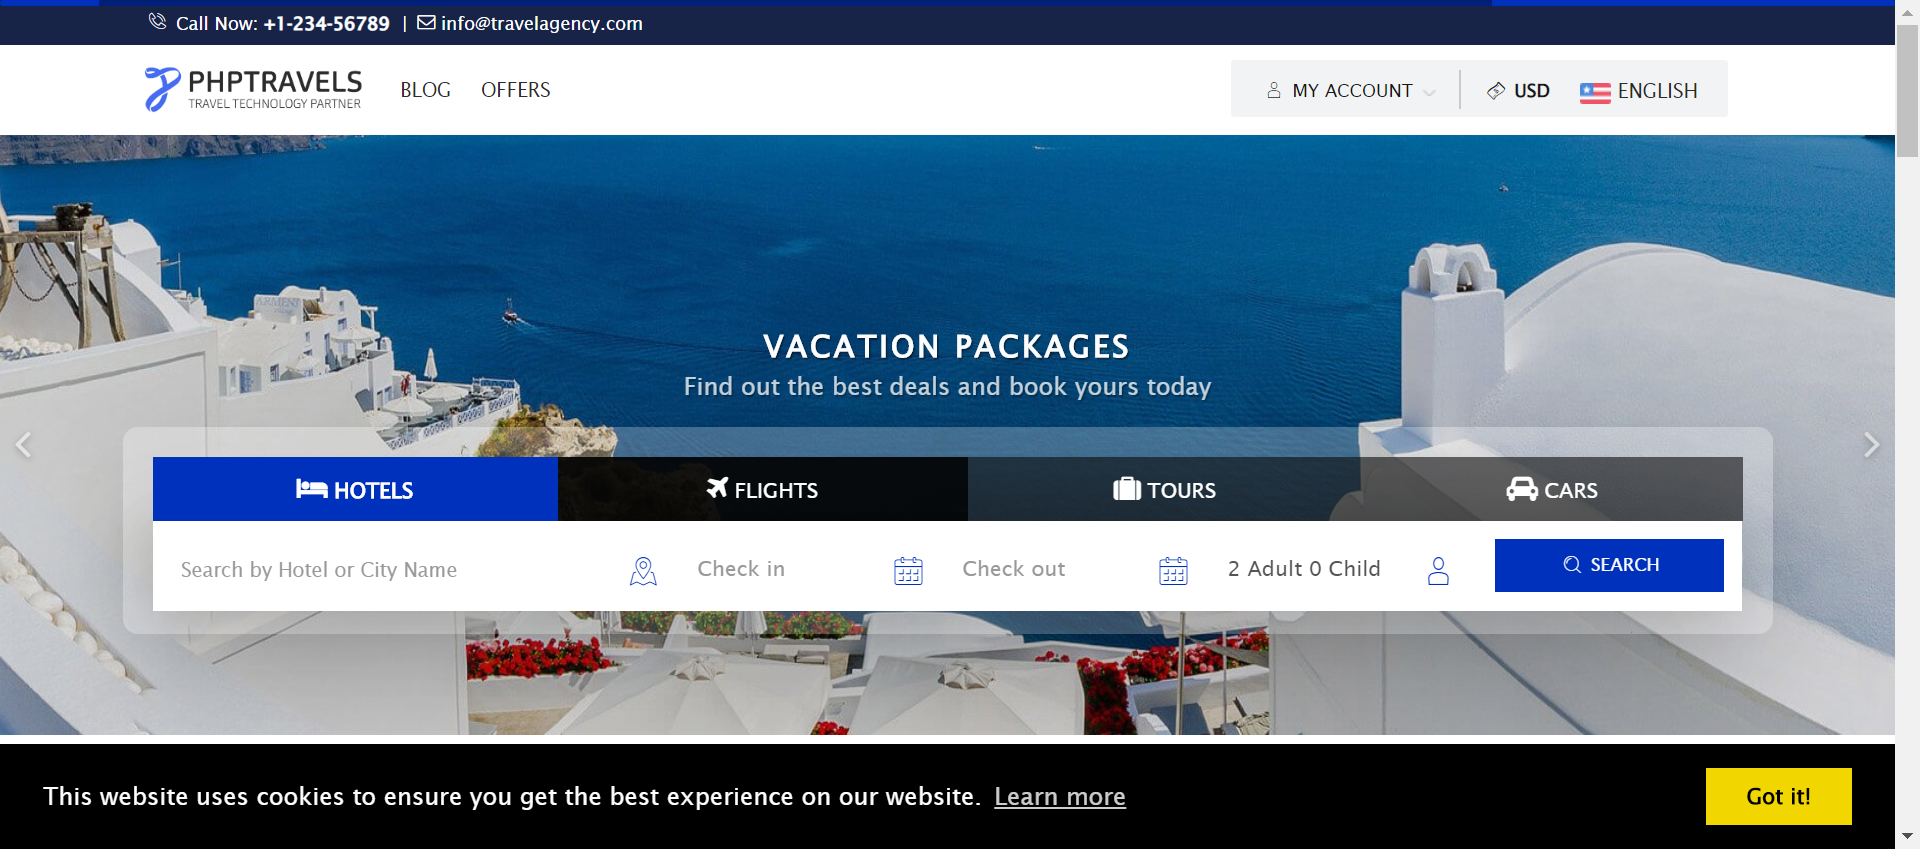 Call Now: +1-234-56789 | info@travelagency.com
PHPTRAVELS
TRAVEL TECHNOLOGY PARTNER
BLOG
OFFERS
MY ACCOUNT
USD
ENGLISH
VACATION PACKAGES
Find out the best deals and book yours today
HOTELS
FLIGHTS
TOURS
CARS
Search by Hotel or City Name
Check in
Check out
2 Adult 0 Child
SEARCH
This website uses cookies to ensure you get the best experience on our website. Learn more
Got it!